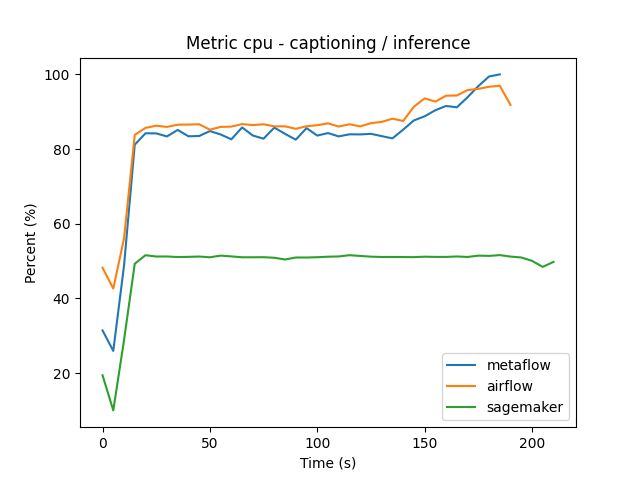 Metric cpu - captioning / inference
Percent (%)
100
80
60
40
20
0
50
100
150
200
Time (s)
metaflow
airflow
sagemaker